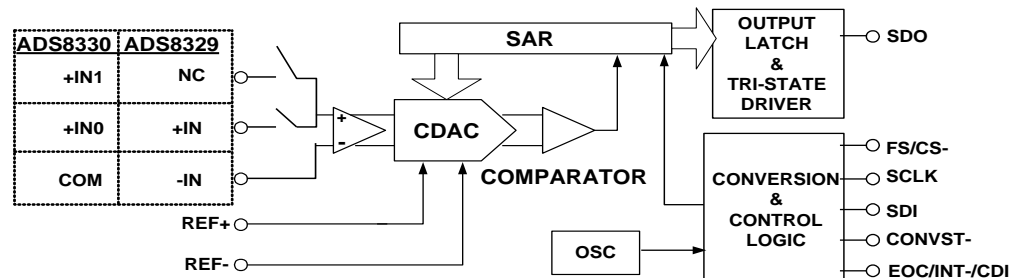 ADS8330 ADS8329
+IN1 NC
+IN0 +IN
COM -IN
REF+
REF-
+
-
SAR
CDAC
COMPARATOR
OSC
OUTPUT
LATCH
&
TRI-STATE
DRIVER
SDO
CONVERSION
&
CONTROL
LOGIC
FS/CS-
SCLK
SDI
CONVST-
EOC/INT-/CDI